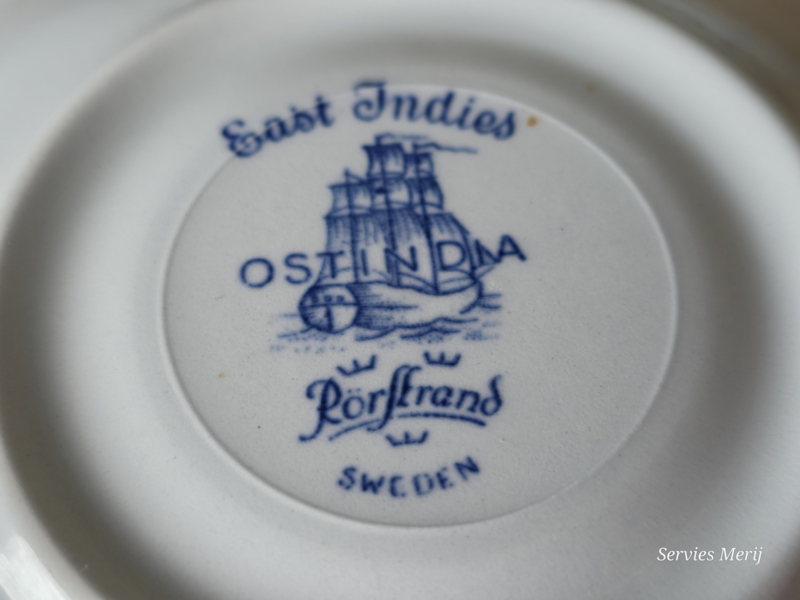 East Indies
OSTINDIA
Rörstrand
SWEDEN
Servies Merij